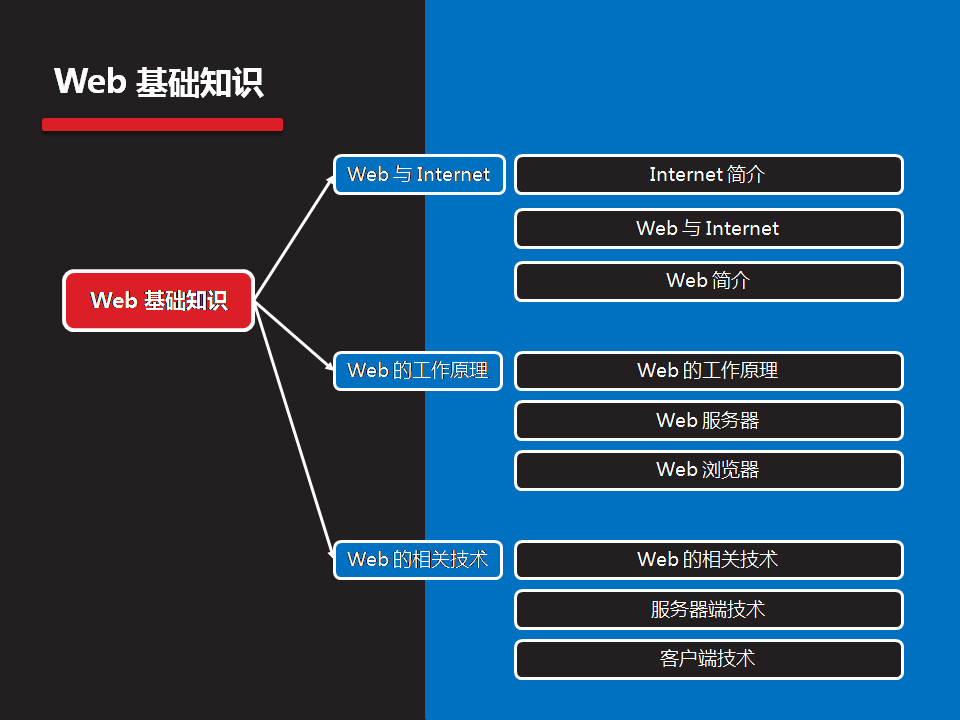 Web 基础知识
Web 与 Internet
Internet 简介
Web 与 Internet
Web 简介
Web 基础知识
Web 的工作原理
Web 的工作原理
Web 服务器
Web 浏览器
Web 的相关技术
Web 的相关技术
服务器端技术
客户端技术